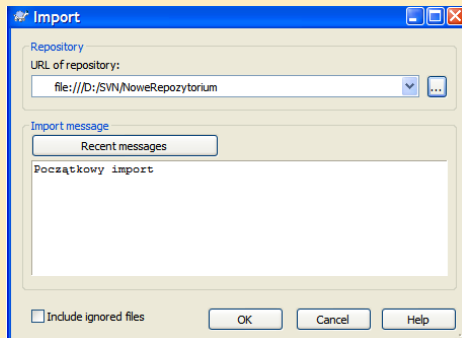 Import
Repository
URL of repository:
file:///D:/SVN/NoweRepozytorium
...
Import message
Recent messages
Początkowy import
Include ignored files
OK
Cancel
Help